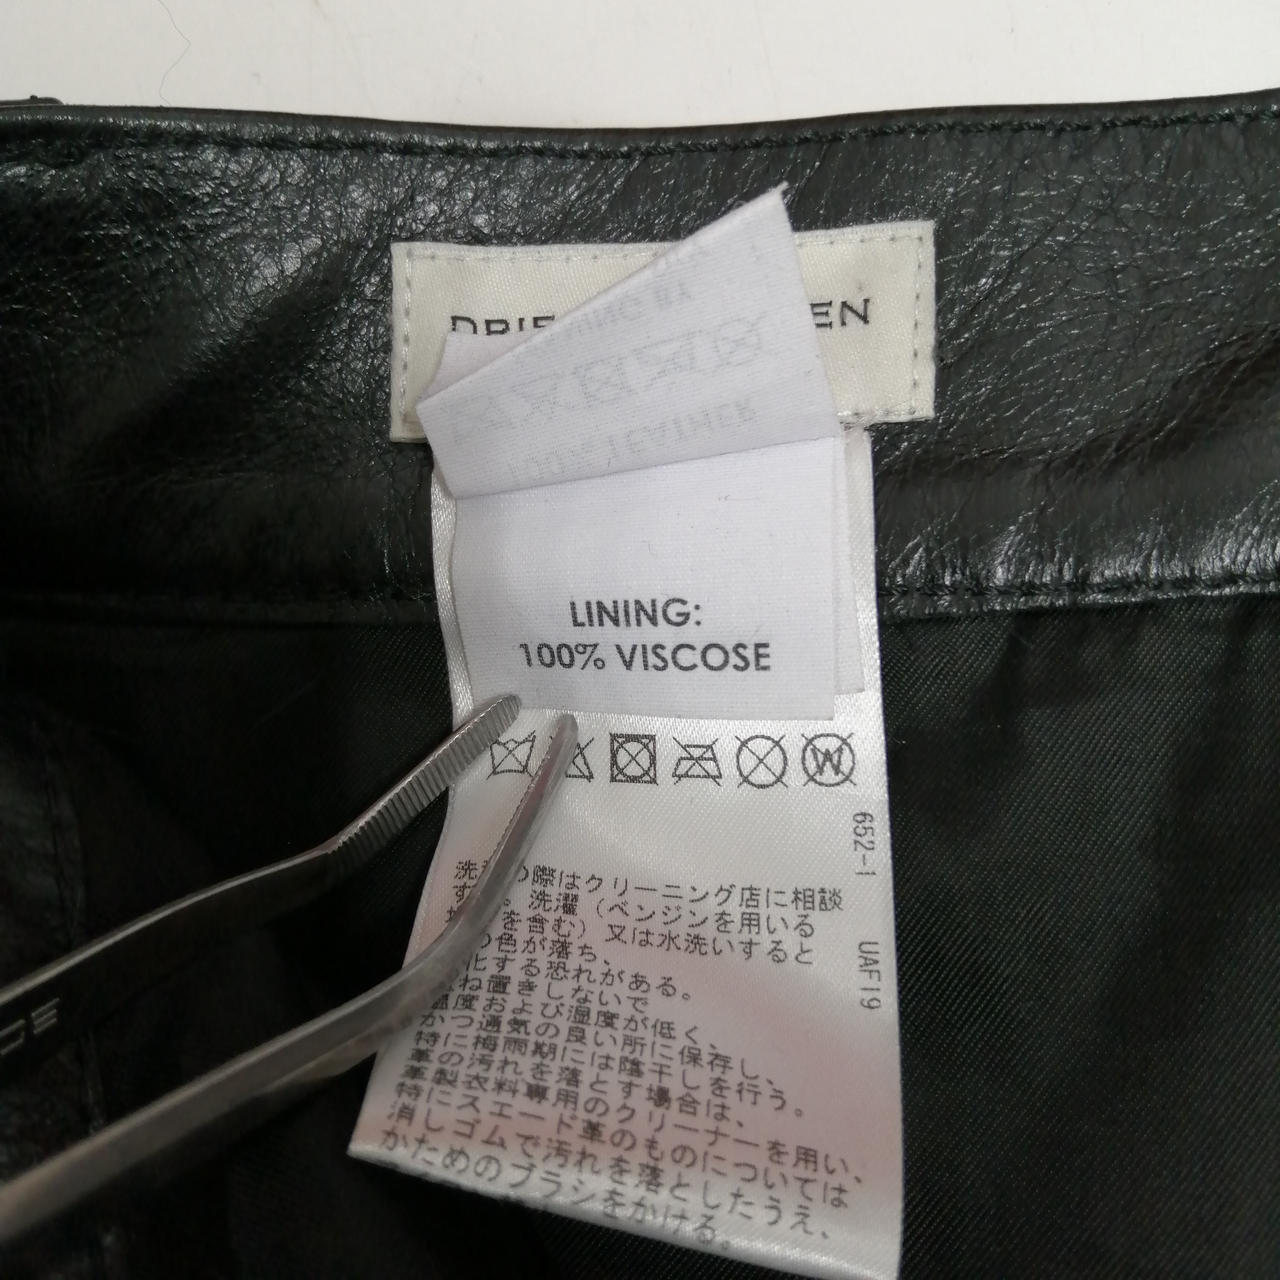 EN
100% LEATHER
LINING:
100% VISCOSE
W
652-1
UAF19
の際はクリーニング店に相談
洗濯（ベンジンを用いる
を含む）又は水洗いすると
色が落ち、
化する恐れがある。
ね置きしないで
温度および湿度が低く、
かつ通気の良い所に保存し、
特に梅雨期には陰干しを行う。
革の汚れを落とす場合は、
革製衣料専用のクリーナーを用い、
特にスエード革のものについては
消しゴムで汚れを落としたうえ、
かためのブラシをかける。